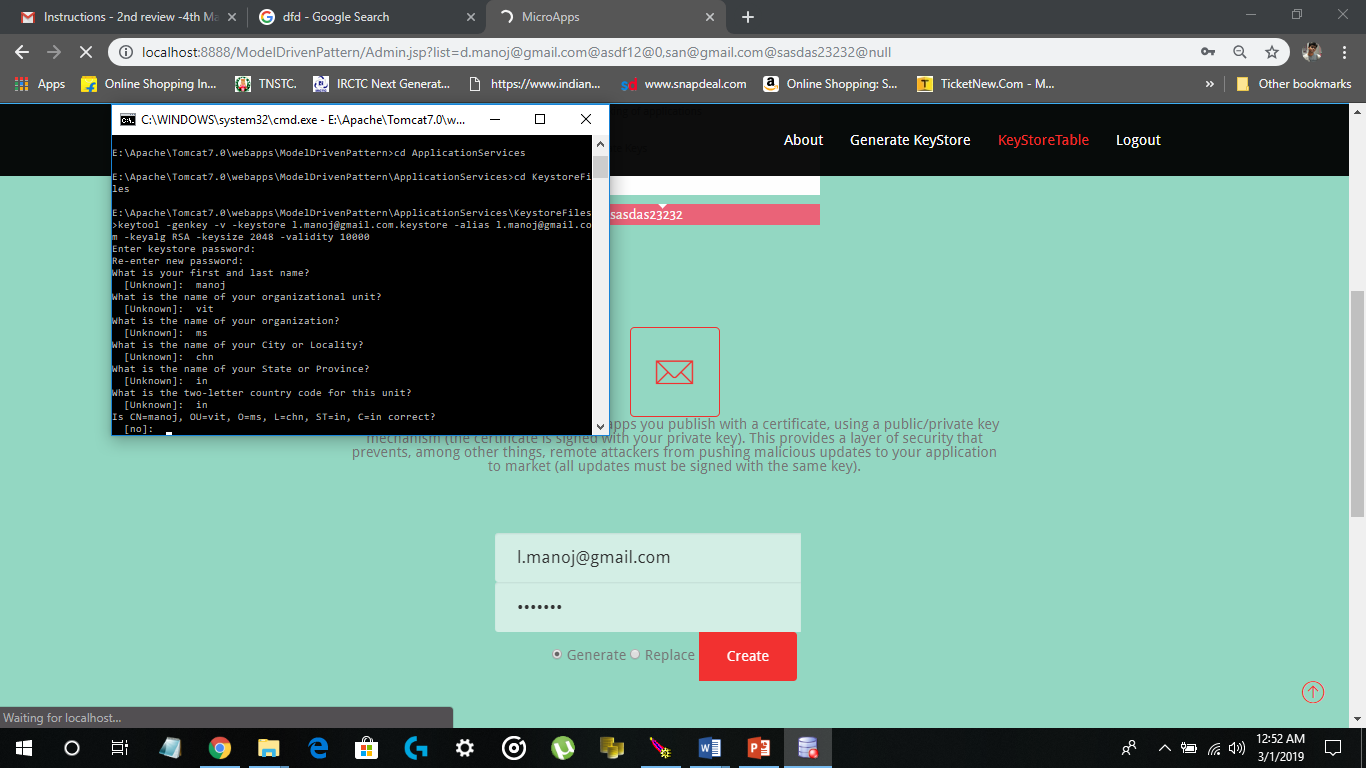 Instructions - 2nd review -4th Ma
dfd - Google Search
MicroApps
localhost:8888/ModelDrivenPattern/Admin.jsp?list=d.manoj@gmail.com@asdf12@0,san@gmail.com@sasdas23232@null
Apps
Online Shopping In...
TNSTC.
IRCTC Next Generat...
https://www.indian...
sd www.snapdeal.com
a Online Shopping: S...
T TicketNew.Com - M...
»
Other bookmarks
C:\WINDOWS\system32\cmd.exe - E:\Apache\Tomcat7.0\w...
About
Generate KeyStore
KeyStoreTable
Logout
E:\Apache\Tomcat7.0\webapps\ModelDrivenPattern>cd ApplicationServices
E:\Apache\Tomcat7.0\webapps\ModelDrivenPattern\ApplicationServices>cd KeystoreFi
les
E:\Apache\Tomcat7.0\webapps\ModelDrivenPattern\ApplicationServices\KeystoreFiles
>keytool -genkey -v -keystore l.manoj@gmail.com.keystore -alias l.manoj@gmail.co
m -keyalg RSA -keysize 2048 -validity 10000
Enter keystore password:
Re-enter new password:
What is your first and last name?
[Unknown]: manoj
What is the name of your organizational unit?
[Unknown]: vit
What is the name of your organization?
[Unknown]: ms
What is the name of your City or Locality?
[Unknown]: chn
What is the name of your State or Province?
[Unknown]: in
What is the two-letter country code for this unit?
[Unknown]: in
Is CN=manoj, OU=vit, O=ms, L=chn, ST=in, C=in correct?
[no]:
sasdas23232
apps you publish with a certificate, using a public/private key
mechanism (the certificate is signed with your private key). This provides a layer of security that
prevents, among other things, remote attackers from pushing malicious updates to your application
to market (all updates must be signed with the same key).
l.manoj@gmail.com
•••••••
Generate Replace Create
Waiting for localhost...
12:52 AM
3/1/2019